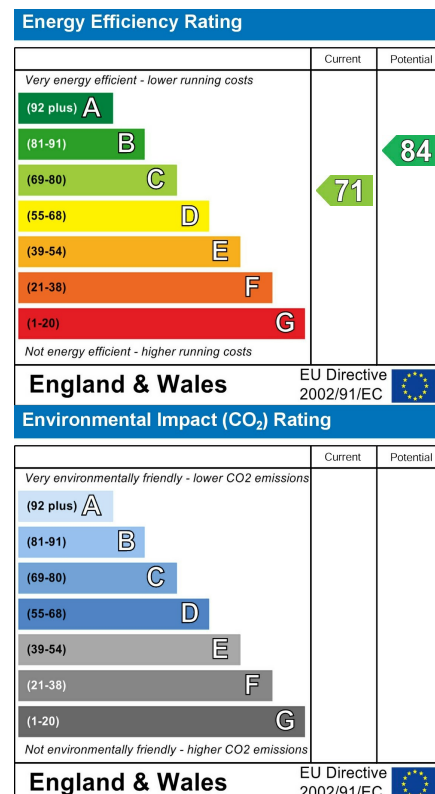 Energy Efficiency Rating
Current Potential
Very energy efficient - lower running costs
(92 plus) A
(81-91) B
84
(69-80) C
71
(55-68) D
(39-54) E
(21-38) F
(1-20) G
Not energy efficient - higher running costs
England & Wales
EU Directive
2002/91/EC
Environmental Impact (CO₂) Rating
Current Potential
Very environmentally friendly - lower CO2 emissions
(92 plus) A
(81-91) B
(69-80) C
(55-68) D
(39-54) E
(21-38) F
(1-20) G
Not environmentally friendly - higher CO2 emissions
England & Wales
EU Directive
2002/91/EC